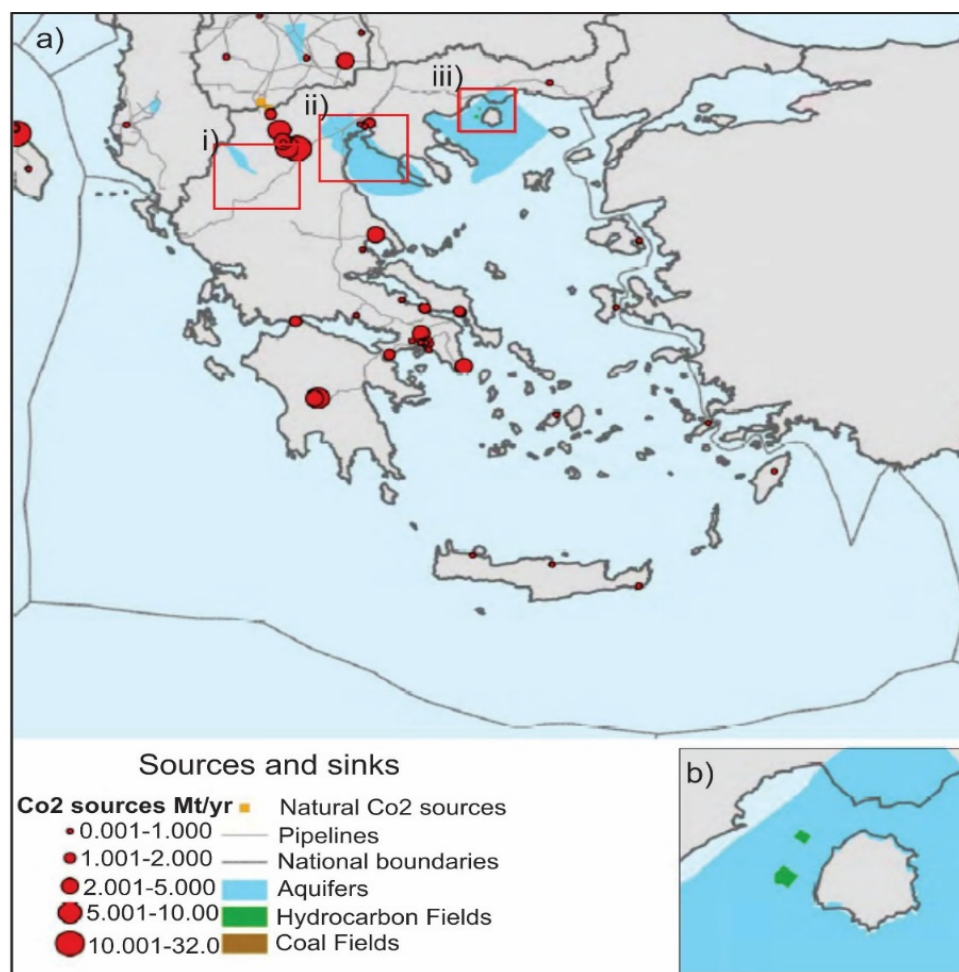 a)
iii)
ii)
i)
Sources and sinks
b)
Co2 sources Mt/yr
Natural Co2 sources
0.001-1.000
Pipelines
1.001-2.000
National boundaries
2.001-5.000
Aquifers
5.001-10.00
Hydrocarbon Fields
10.001-32.0
Coal Fields